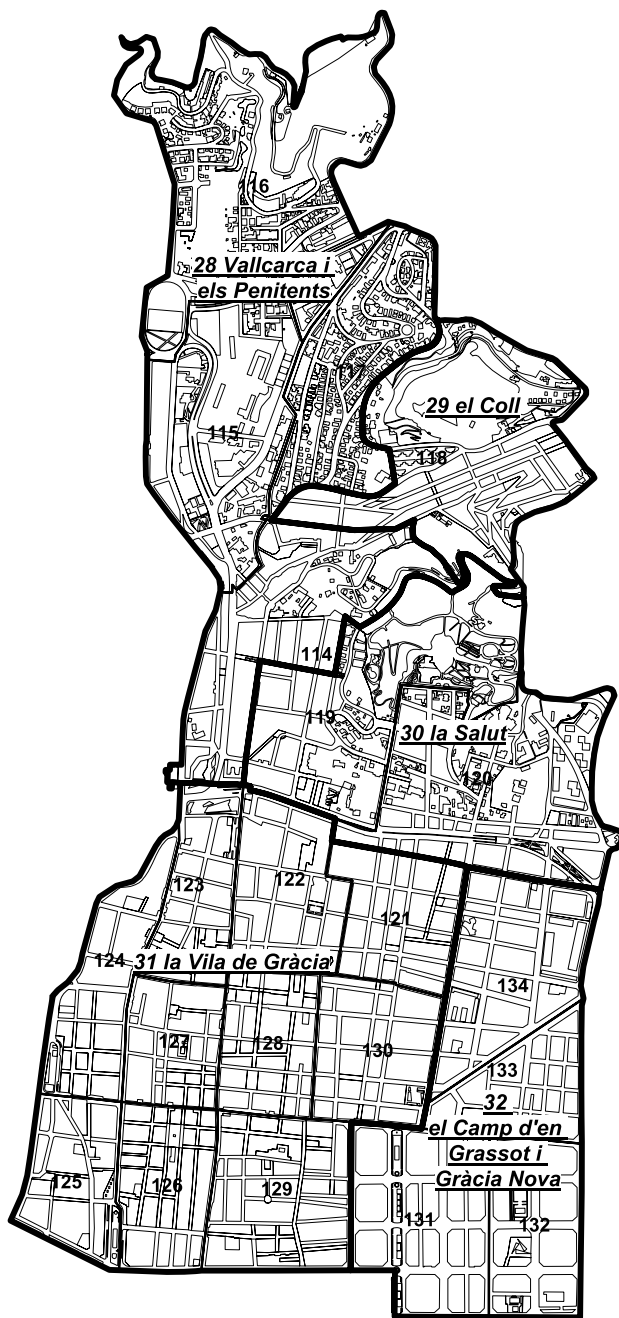 116
28 Vallcarca i
els Penitents
117
29 el Coll
115
118
114
119
30 la Salut
120
123
122
121
124
31 la Vila de Gràcia
134
127
128
130
133
32
el Camp d'en
Grassot i
Gràcia Nova
125
126
129
131
132